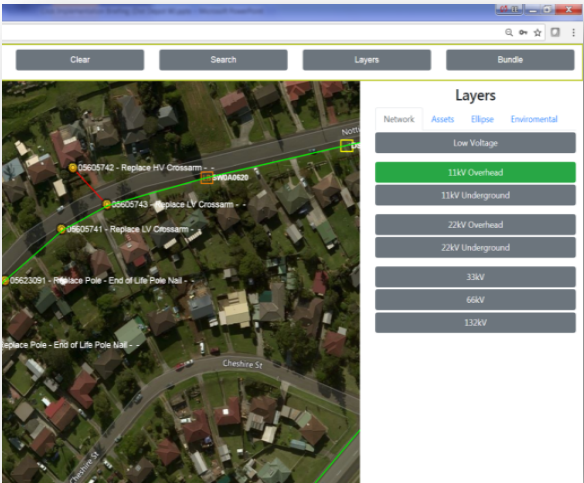 Clear
Search
Layers
Bundle
Layers
Network
Assets
Ellipse
Enviromental
Low Voltage
11kV Overhead
11kV Underground
22kV Overhead
22kV Underground
33kV
66kV
132kV
Notti
05605742 - Replace HV Crossarm - -
SW0A0620
05605743 - Replace LV Crossarm - -
05605741 - Replace LV Crossarm - -
05623091 - Replace Pole - End of Life Pole Nail - -
eplace Pole - End of Life Pole Nail - -
Cheshire St
Cheshire St